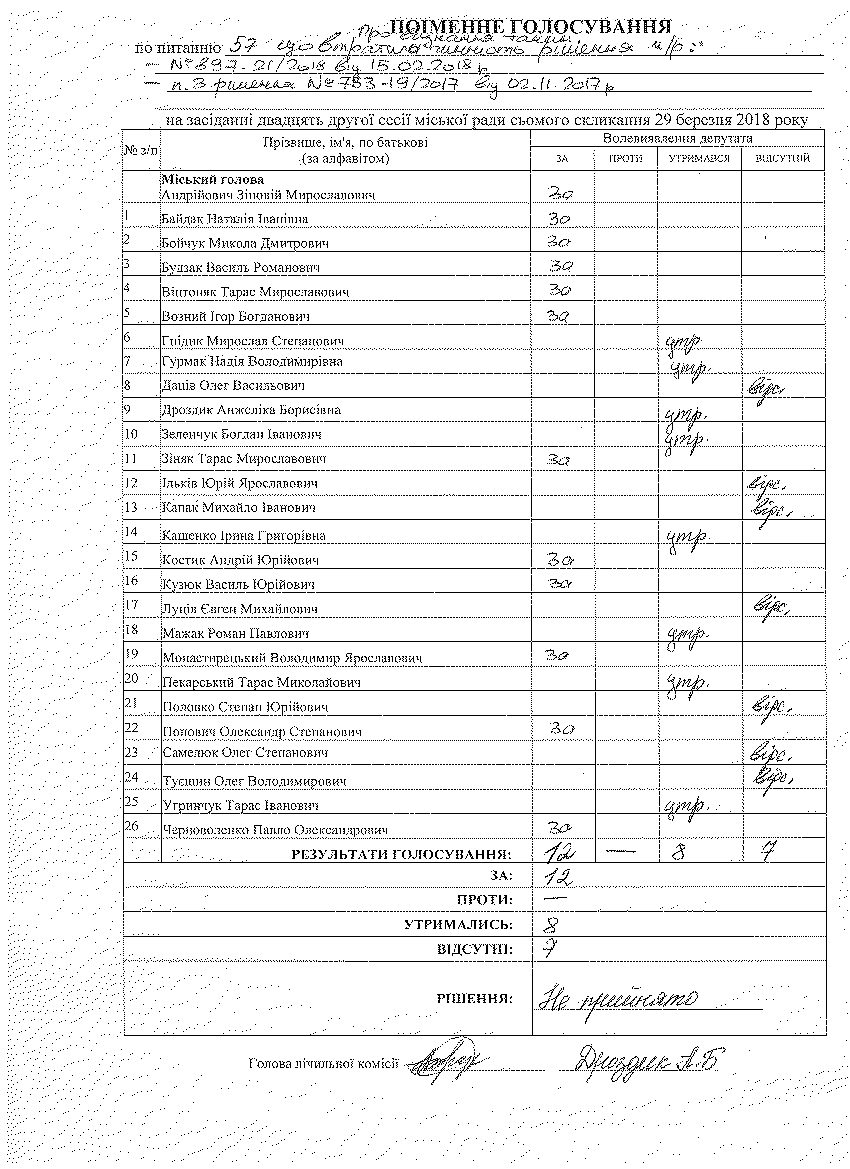 ПОІМЕННЕ ГОЛОСУВАННЯ
Про визнання таким
по питанню 57 що втратили чинність рішення м/р:
– № 897-21/2018 від 15.02.2018 р
– п.3 рішення № 783-19/2017 від 02.11.2017 р
на засіданні двадцять другої сесії міської ради сьомого скликання 29 березня 2018 року
№ з/п Прізвище, ім'я, по батькові (за алфавітом) Волевиявлення депутата
ЗА ПРОТИ УТРИМАВСЯ ВІДСУТНІЙ
Міський голова
Андрійович Зіновій Мирославович за
1 Байдак Наталія Іванівна за
2 Бойчук Микола Дмитрович за
3 Будзак Василь Романович за
4 Вінтоняк Тарас Мирославович за
5 Возний Ігор Богданович за
6 Гнідик Мирослав Степанович утр.
7 Гурмак Надія Володимирівна утр.
8 Даців Олег Васильович відс.
9 Дроздик Анжеліка Борисівна утр.
10 Зеленчук Богдан Іванович утр.
11 Зіняк Тарас Мирославович за
12 Ільків Юрій Ярославович відс.
13 Капак Михайло Іванович відс.
14 Кашенко Ірина Григорівна утр.
15 Костик Андрій Юрійович за
16 Кузюк Василь Юрійович за
17 Луців Євген Михайлович відс.
18 Мажак Роман Павлович утр.
19 Монастирецький Володимир Ярославович за
20 Пекарський Тарас Миколайович утр.
21 Половко Степан Юрійович відс.
22 Попович Олександр Степанович за
23 Самелюк Олег Степанович відс.
24 Туєшин Олег Володимирович відс.
25 Угринчук Тарас Іванович утр.
26 Черноволенко Павло Олександрович за
РЕЗУЛЬТАТИ ГОЛОСУВАННЯ: 12 — 8 7
ЗА: 12
ПРОТИ: —
УТРИМАЛИСЬ: 8
ВІДСУТНІ: 7
РІШЕННЯ: Не прийнято
Голова лічильної комісії Дроздик А.Б